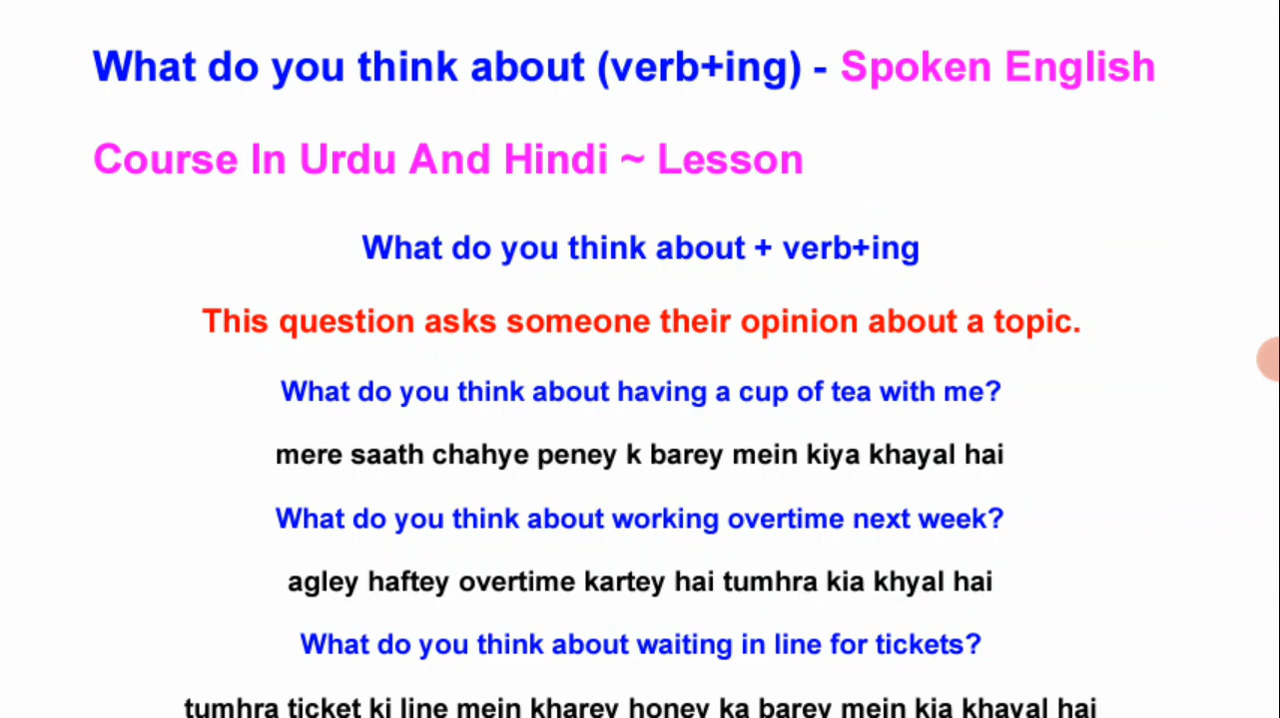 What do you think about (verb+ing) - Spoken English
Course In Urdu And Hindi ~ Lesson
What do you think about + verb+ing
This question asks someone their opinion about a topic.
What do you think about having a cup of tea with me?
mere saath chahye peney k barey mein kiya khayal hai
What do you think about working overtime next week?
agley haftey overtime kartey hai tumhra kia khyal hai
What do you think about waiting in line for tickets?
tumhra ticket ki line mein kharey honey ka barey mein kia khayal hai